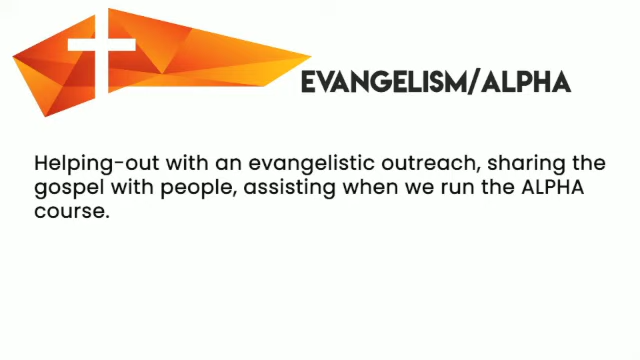 EVANGELISM/ALPHA
Helping-out with an evangelistic outreach, sharing the
gospel with people, assisting when we run the ALPHA
course.